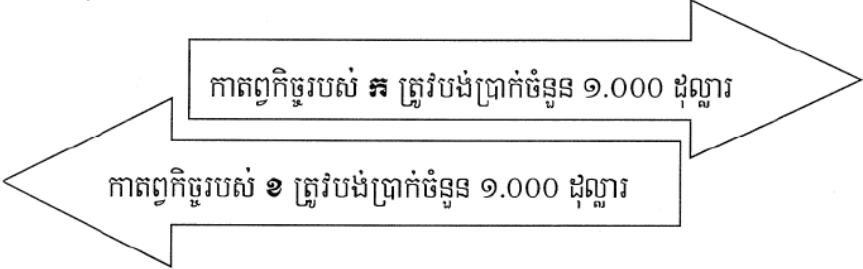 កាតព្វកិច្ចរបស់ ក ត្រូវបង់ប្រាក់ចំនួន ១.000 ដុល្លារ
កាតព្វកិច្ចរបស់ ខ ត្រូវបង់ប្រាក់ចំនួន ១.000 ដុល្លារ